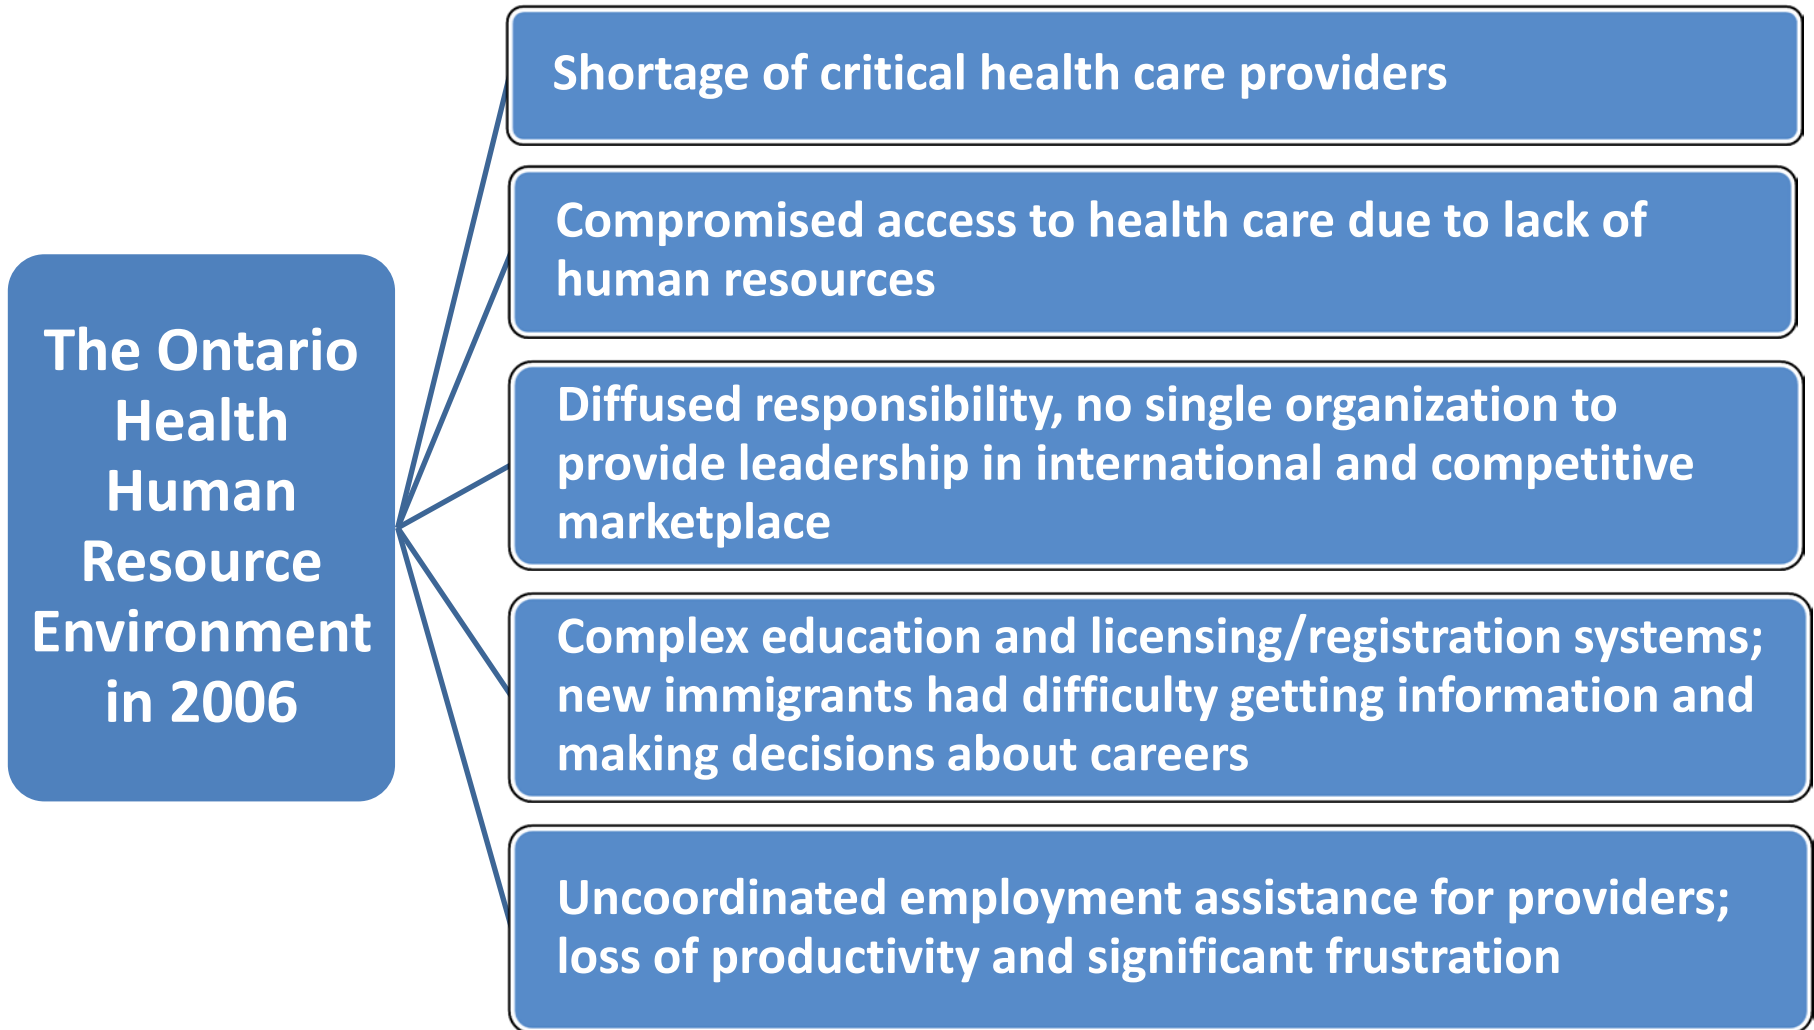 The Ontario
Health
Human
Resource
Environment
in 2006
Shortage of critical health care providers
Compromised access to health care due to lack of
human resources
Diffused responsibility, no single organization to
provide leadership in international and competitive
marketplace
Complex education and licensing/registration systems;
new immigrants had difficulty getting information and
making decisions about careers
Uncoordinated employment assistance for providers;
loss of productivity and significant frustration